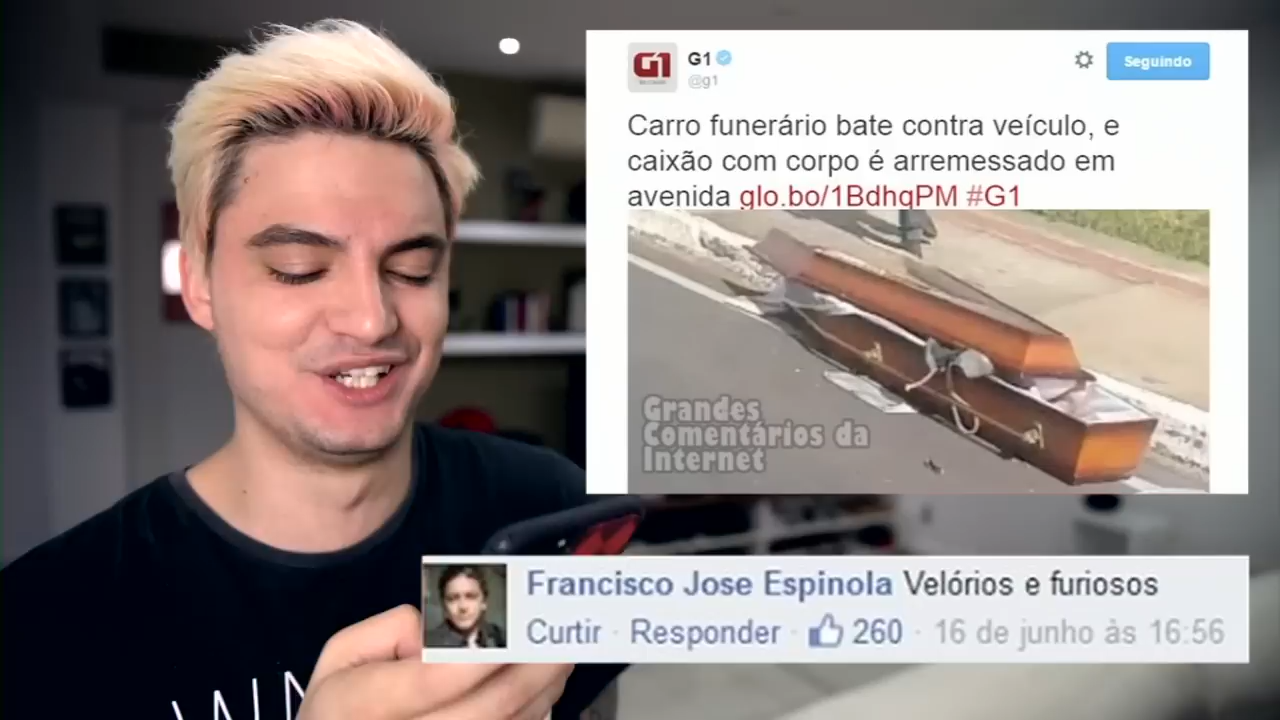 G1
G1
@g1
Seguindo
Carro funerário bate contra veículo, e
caixão com corpo é arremessado em
avenida glo.bo/1BdhqPM #G1
Grandes
Comentários da
Internet
Francisco Jose Espinola Velórios e furiosos
Curtir · Responder · 260 · 16 de junho às 16:56